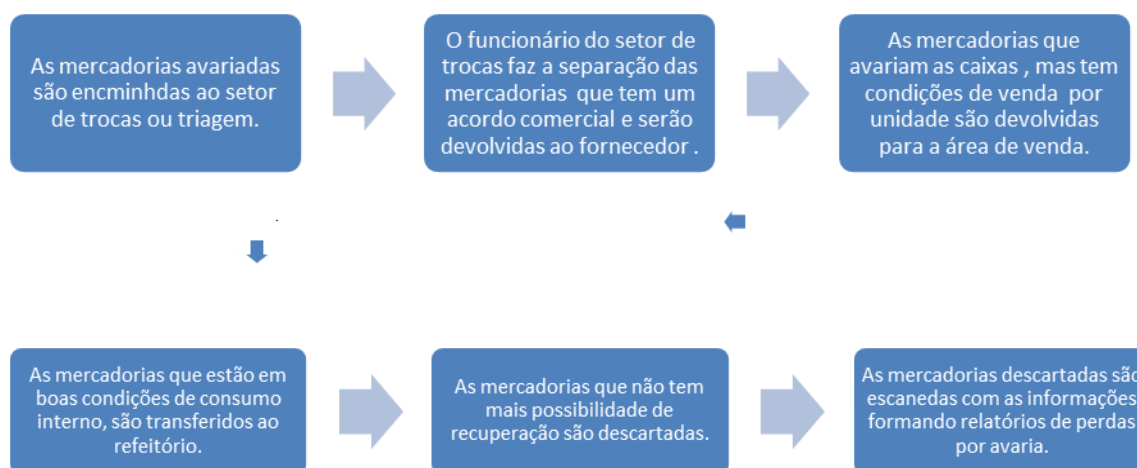 As mercadorias avariadas
são encminhdas ao setor
de trocas ou triagem.
O funcionário do setor de
trocas faz a separação das
mercadorias que tem um
acordo comercial e serão
devolvidas ao fornecedor .
As mercadorias que
avariam as caixas , mas tem
condições de venda por
unidade são devolvidas
para a área de venda.
.
As mercadorias que estão em
boas condições de consumo
interno, são transferidos ao
refeitório.
As mercadorias que não tem
mais possibilidade de
recuperação são descartadas.
As mercadorias descartadas são
escanedas com as informações
formando relatórios de perdas
por avaria.